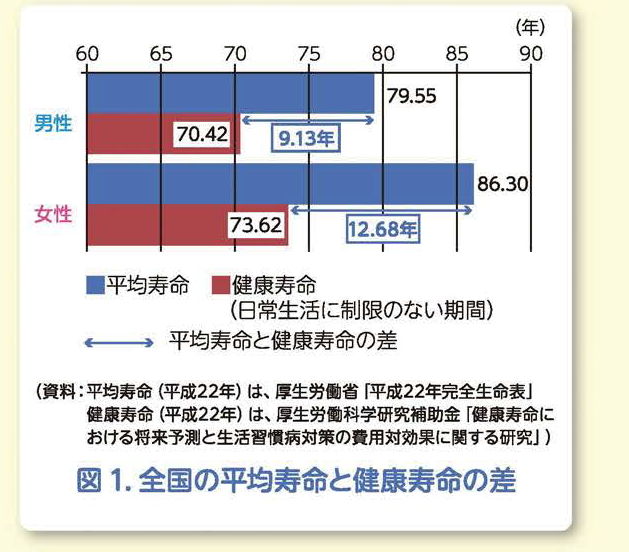 (年)
60 65 70 75 80 85 90
79.55
男性
70.42
9.13年
86.30
女性
73.62
12.68年
平均寿命 健康寿命
(日常生活に制限のない期間)
平均寿命と健康寿命の差
(資料:平均寿命(平成22年)は、厚生労働省「平成22年完全生命表」
健康寿命(平成22年)は、厚生労働科学研究補助金「健康寿命に
おける将来予測と生活習慣病対策の費用対効果に関する研究」)
図1. 全国の平均寿命と健康寿命の差